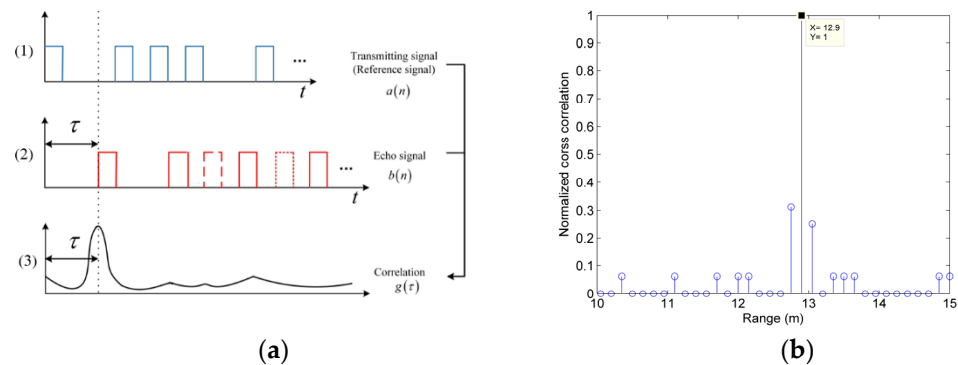 (1)
Transmitting signal
(Reference signal)
a(n)
...
t
(2)
τ
Echo signal
b(n)
...
t
(3)
τ
Correlation
g(τ)
(a)
Normalized corss correlation
1
0.9
0.8
0.7
0.6
0.5
0.4
0.3
0.2
0.1
0
X= 12.9
Y= 1
10 11 12 13 14 15
Range (m)
(b)